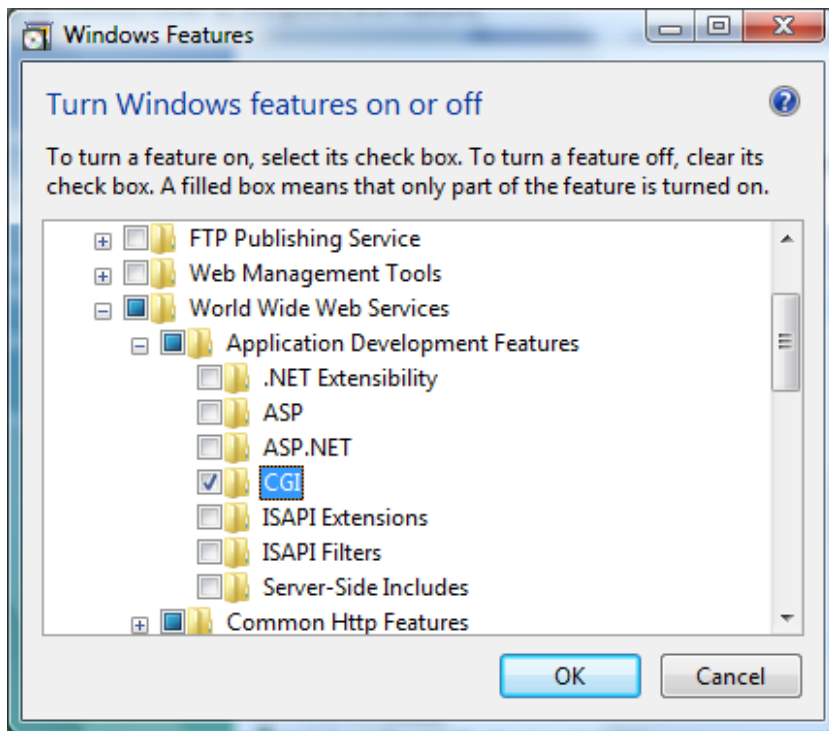 Windows Features
Turn Windows features on or off
To turn a feature on, select its check box. To turn a feature off, clear its
check box. A filled box means that only part of the feature is turned on.
FTP Publishing Service
Web Management Tools
World Wide Web Services
Application Development Features
.NET Extensibility
ASP
ASP.NET
CGI
ISAPI Extensions
ISAPI Filters
Server-Side Includes
Common Http Features
OK Cancel